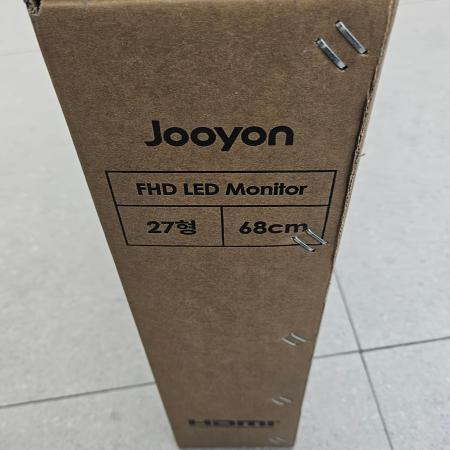 Jooyon
FHD LED Monitor
27형 68cm
HDMI